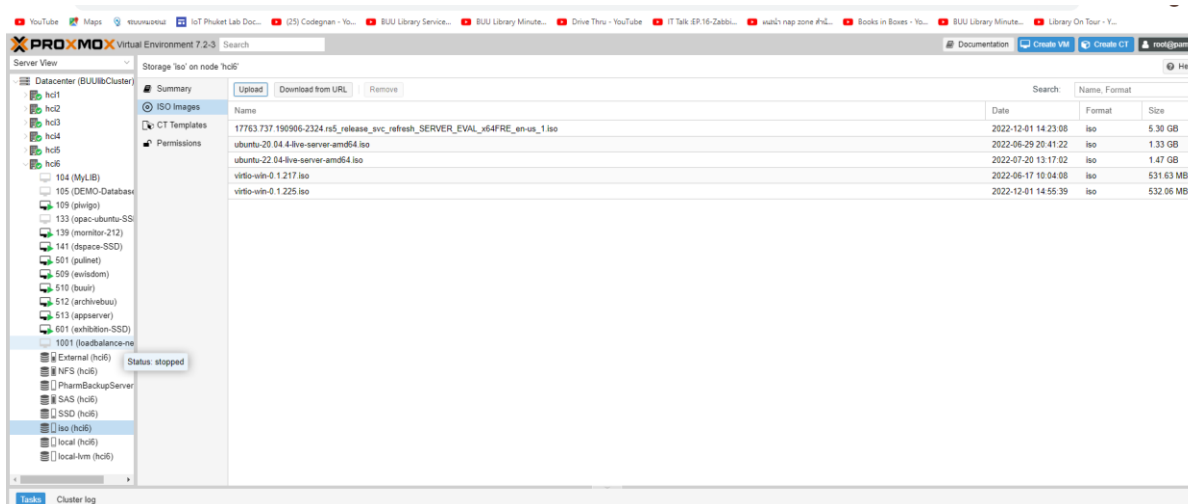 YouTube Maps IoT Phuket Lab Doc... (25) Codegnan - Yo... BUU Library Service... BUU Library Minute... Drive Thru - YouTube IT Talk :EP.16-Zabbi... Books in Boxes - Yo... BUU Library Minute... Library On Tour - Y...
PROXMOX Virtual Environment 7.2-3 Search Documentation Create VM Create CT root@pam
Server View Storage 'iso' on node 'hci6' He
Datacenter (BUUlibCluster)
hci1
hci2
hci3
hci4
hci5
hci6
104 (MyLIB)
105 (DEMO-Database
109 (piwigo)
133 (opac-ubuntu-SS
139 (mornitor-212)
141 (dspace-SSD)
501 (pulinet)
509 (ewisdom)
510 (buuir)
512 (archivebuu)
513 (appserver)
601 (exhibition-SSD)
1001 (loadbalance-ne
External (hci6)
NFS (hci6)
PharmBackupServer
SAS (hci6)
SSD (hci6)
iso (hci6)
local (hci6)
local-lvm (hci6)
Status: stopped
Summary
ISO Images
CT Templates
Permissions
Upload Download from URL Remove Search: Name, Format
Name Date Format Size
17763.737.190906-2324.rs5_release_svc_refresh_SERVER_EVAL_x64FRE_en-us_1.iso 2022-12-01 14:23:08 iso 5.30 GB
ubuntu-20.04.4-live-server-amd64.iso 2022-06-29 20:41:22 iso 1.33 GB
ubuntu-22.04-live-server-amd64.iso 2022-07-20 13:17:02 iso 1.47 GB
virtio-win-0.1.217.iso 2022-06-17 10:04:08 iso 531.63 MB
virtio-win-0.1.225.iso 2022-12-01 14:55:39 iso 532.06 MB
Tasks Cluster log